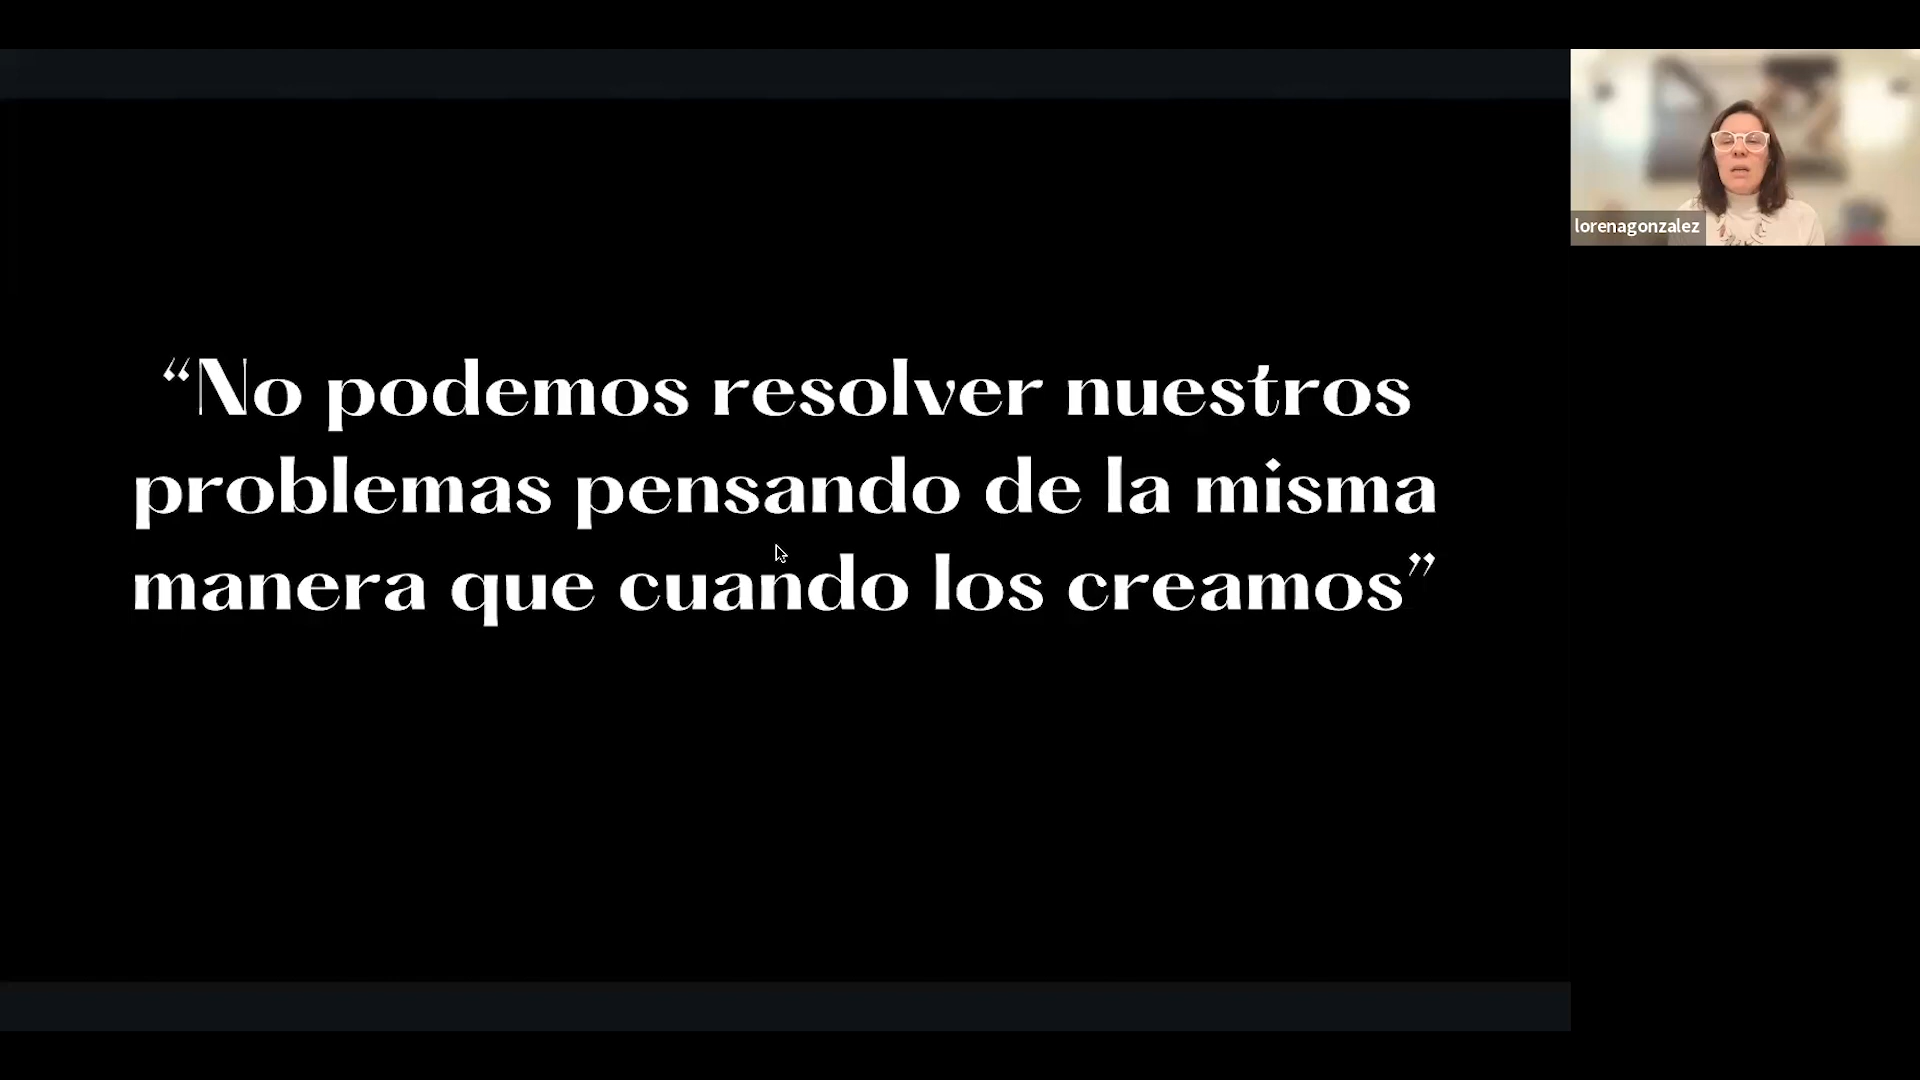 “No podemos resolver nuestros
problemas pensando de la misma
manera que cuando los creamos”
lorenagonzalez